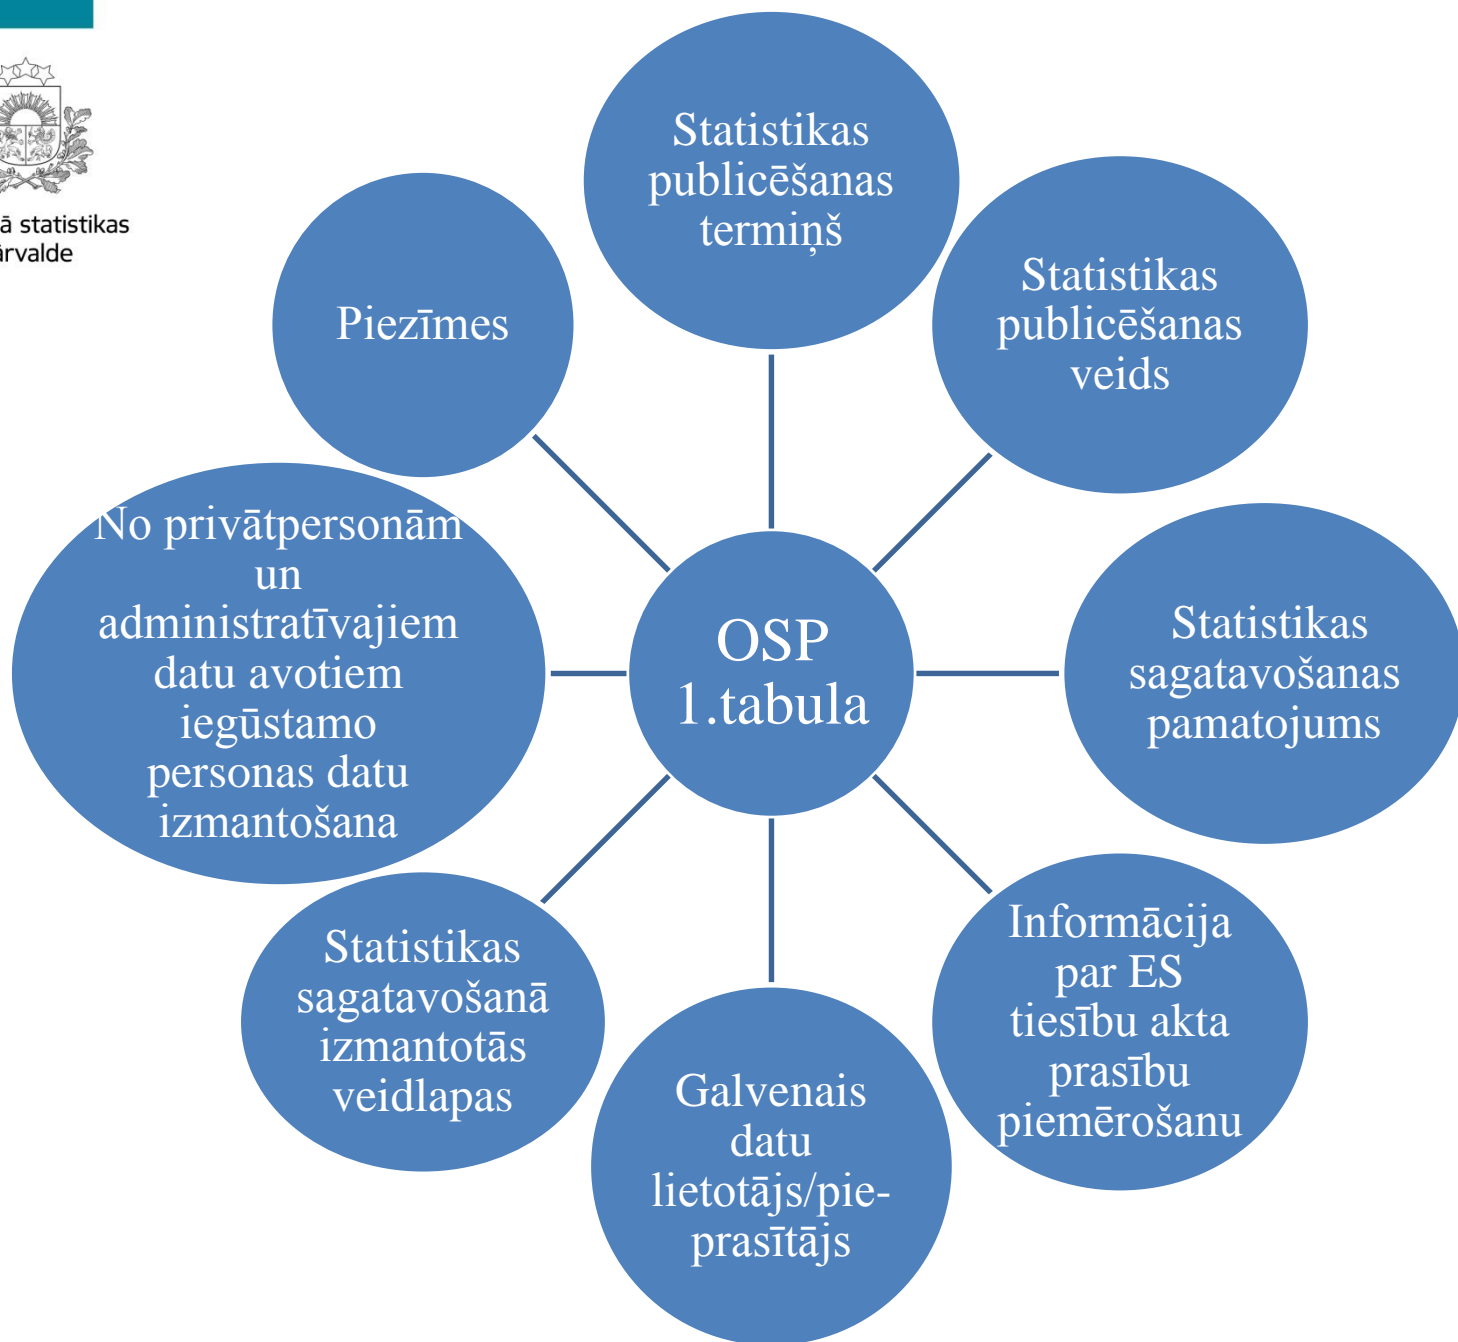 ā statistikas
ārvalde
Statistikas
publicēšanas
termiņš
Statistikas
publicēšanas
veids
Statistikas
sagatavošanas
pamatojums
Informācija
par ES
tiesību akta
prasību
piemērošanu
Galvenais
datu
lietotājs/pie-
prasītājs
Statistikas
sagatavošanā
izmantotās
veidlapas
No privātpersonām
un
administratīvajiem
datu avotiem
iegūstamo
personas datu
izmantošana
Piezīmes
OSP
1.tabula